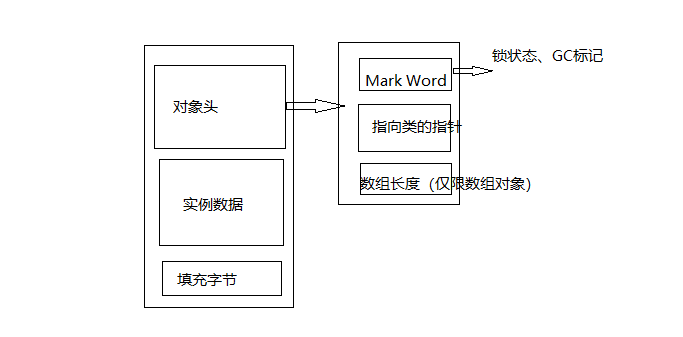 对象头
实例数据
填充字节
Mark Word
指向类的指针
数组长度（仅限数组对象）
锁状态、GC标记